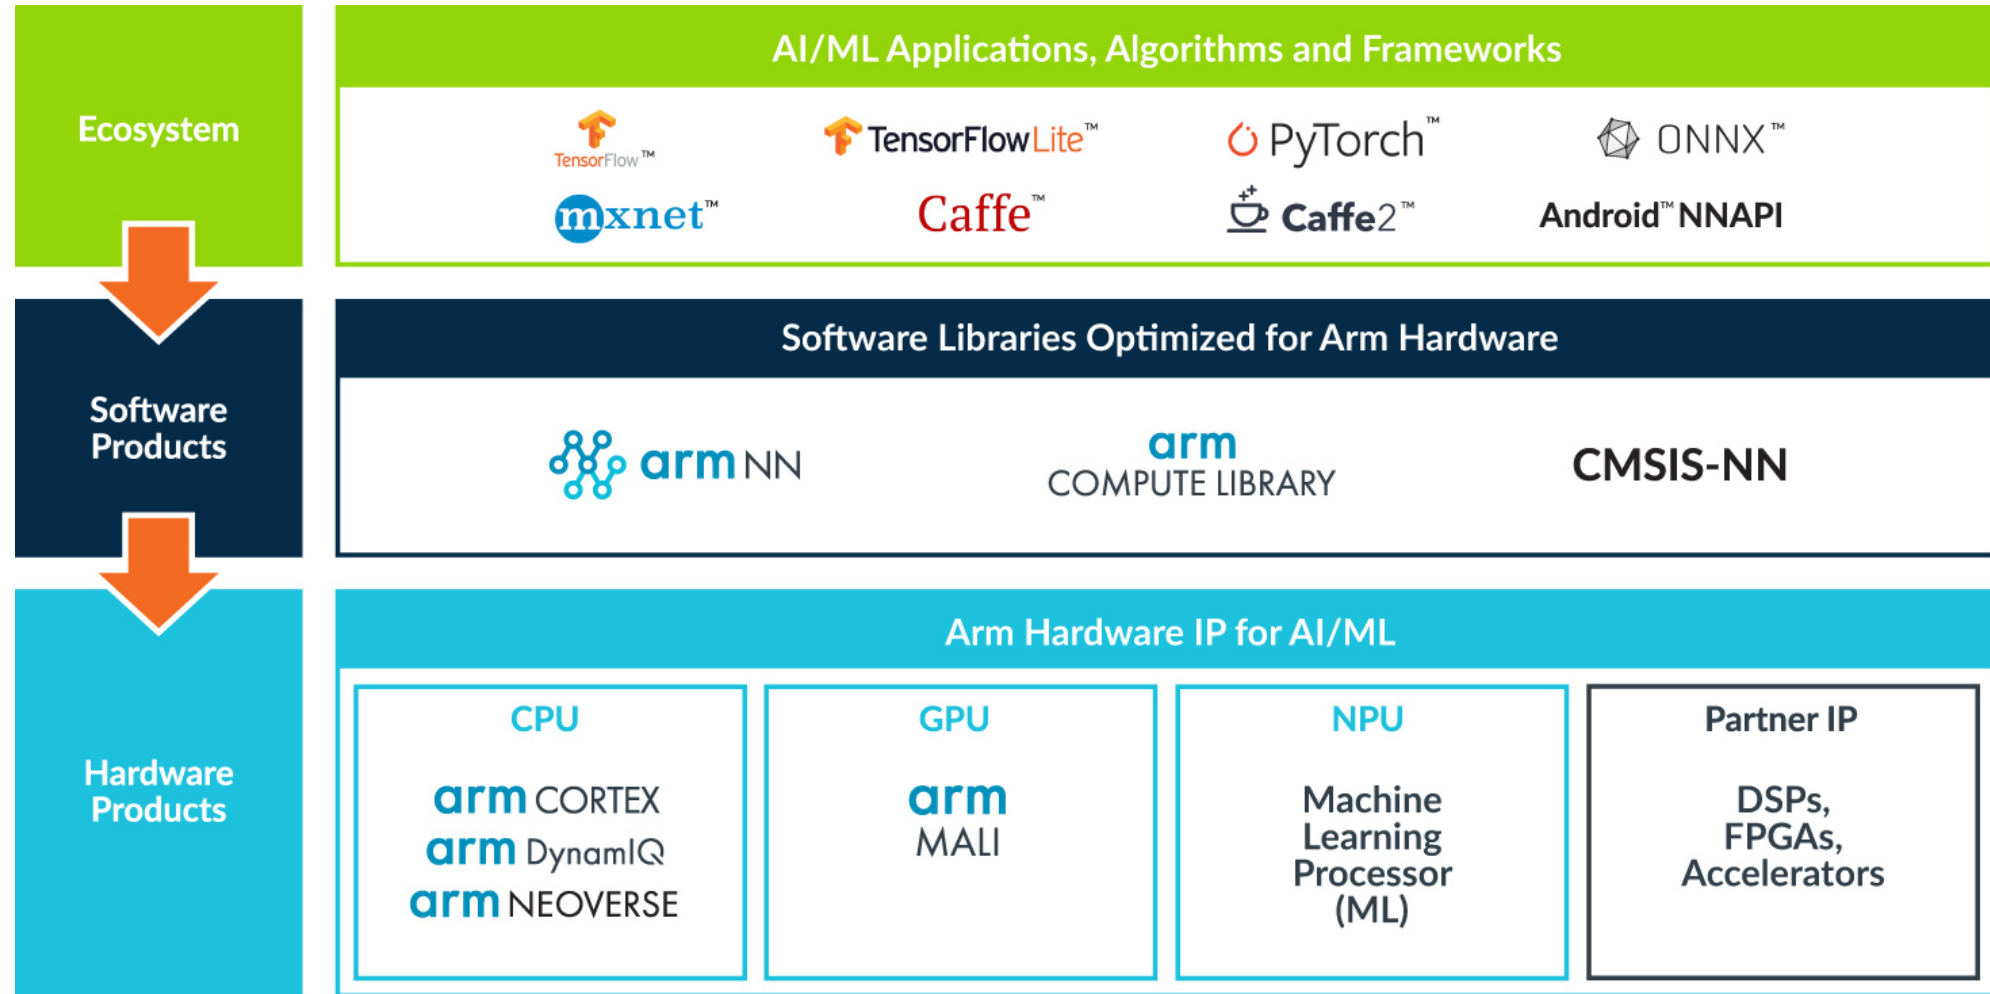 AI/ML Applications, Algorithms and Frameworks
Ecosystem
TensorFlow™
TensorFlow Lite™
PyTorch™
ONNX™
mxnet™
Caffe™
Caffe2™
Android™ NNAPI
Software Libraries Optimized for Arm Hardware
Software
Products
arm NN
arm
COMPUTE LIBRARY
CMSIS-NN
Arm Hardware IP for AI/ML
Hardware
Products
CPU
arm CORTEX
arm DynamIQ
arm NEOVERSE
GPU
arm
MALI
NPU
Machine
Learning
Processor
(ML)
Partner IP
DSPs,
FPGAs,
Accelerators